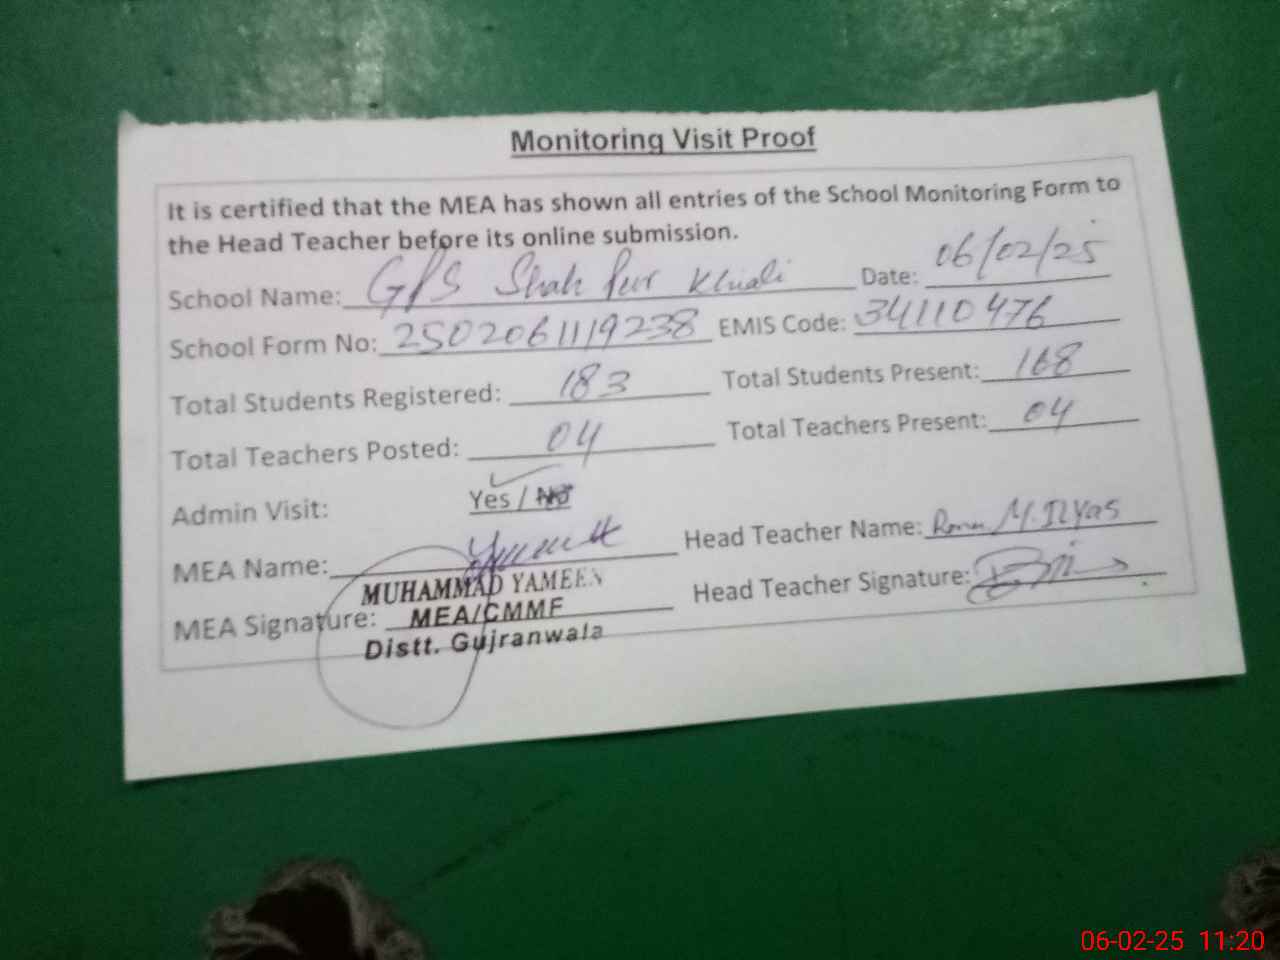 Monitoring Visit Proof
It is certified that the MEA has shown all entries of the School Monitoring Form to
the Head Teacher before its online submission.
School Name: GPS Shah Pur Khiali Date: 06/02/25
School Form No: 2502061119238 EMIS Code: 34110476
Total Students Registered: 183 Total Students Present: 168
Total Teachers Posted: 04 Total Teachers Present: 04
Admin Visit: Yes / No
MEA Name: Head Teacher Name: Rana M. Ilyas
MUHAMMAD YAMEEN
MEA Signature: MEA/CMMF Head Teacher Signature:
Distt. Gujranwala
06-02-25 11:20